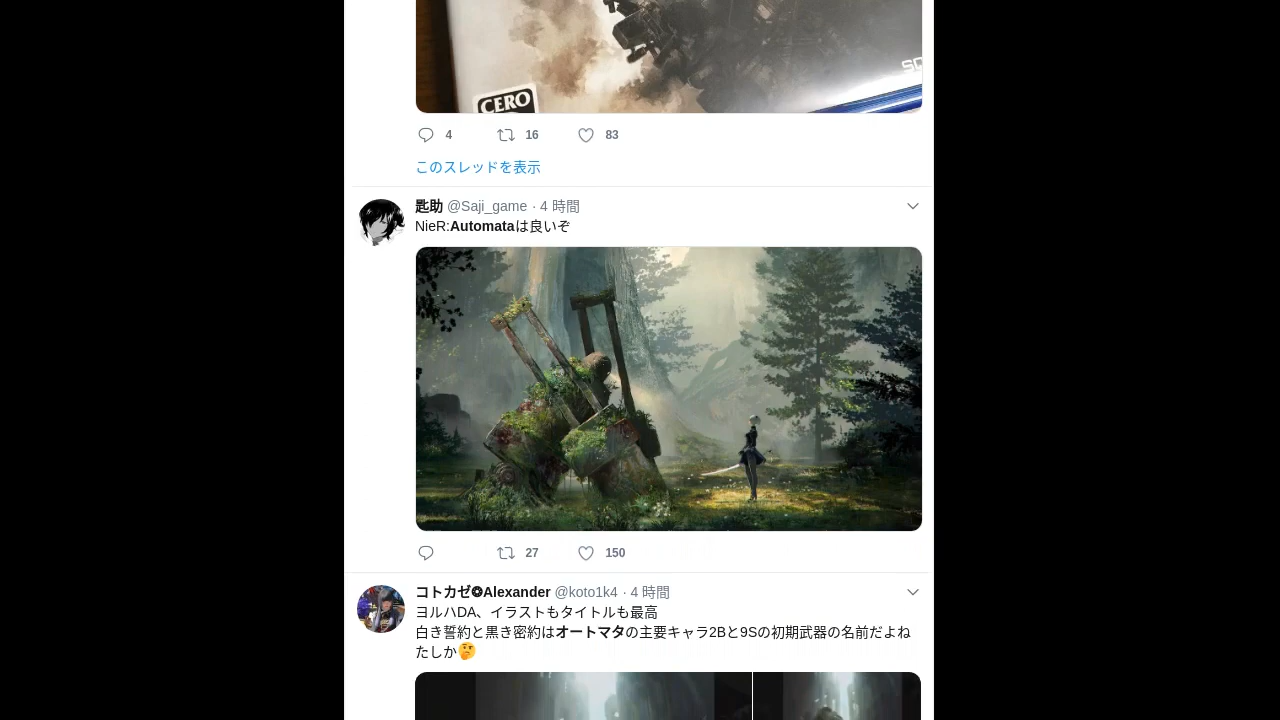 CERO
4 16 83
このスレッドを表示
匙助 @Saji_game · 4 時間
NieR:Automataは良いぞ
27 150
コトカゼ❂Alexander @koto1k4 · 4 時間
ヨルハDA、イラストもタイトルも最高
白き誓約と黒き密約はオートマタの主要キャラ2Bと9Sの初期武器の名前だよね
たしか🤔